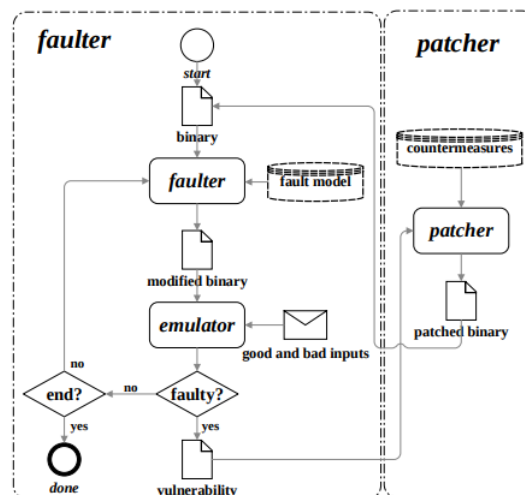 faulter
patcher
start
binary
countermeasures
faulter
fault model
patcher
modified binary
emulator
good and bad inputs
patched binary
no
end?
no
faulty?
yes
yes
done
vulnerability